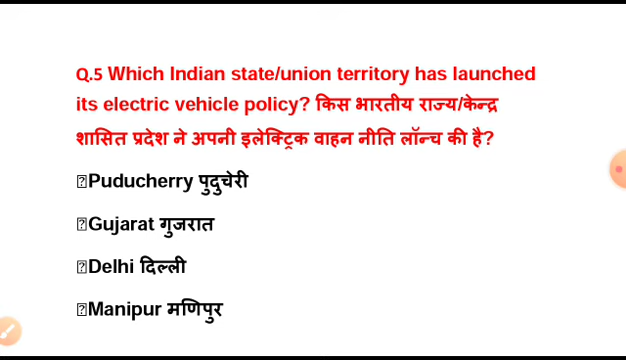 Q.5 Which Indian state/union territory has launched
its electric vehicle policy? किस भारतीय राज्य/केन्द्र
शासित प्रदेश ने अपनी इलेक्ट्रिक वाहन नीति लॉन्च की है?
Puducherry पुदुचेरी
Gujarat गुजरात
Delhi दिल्ली
Manipur मणिपुर